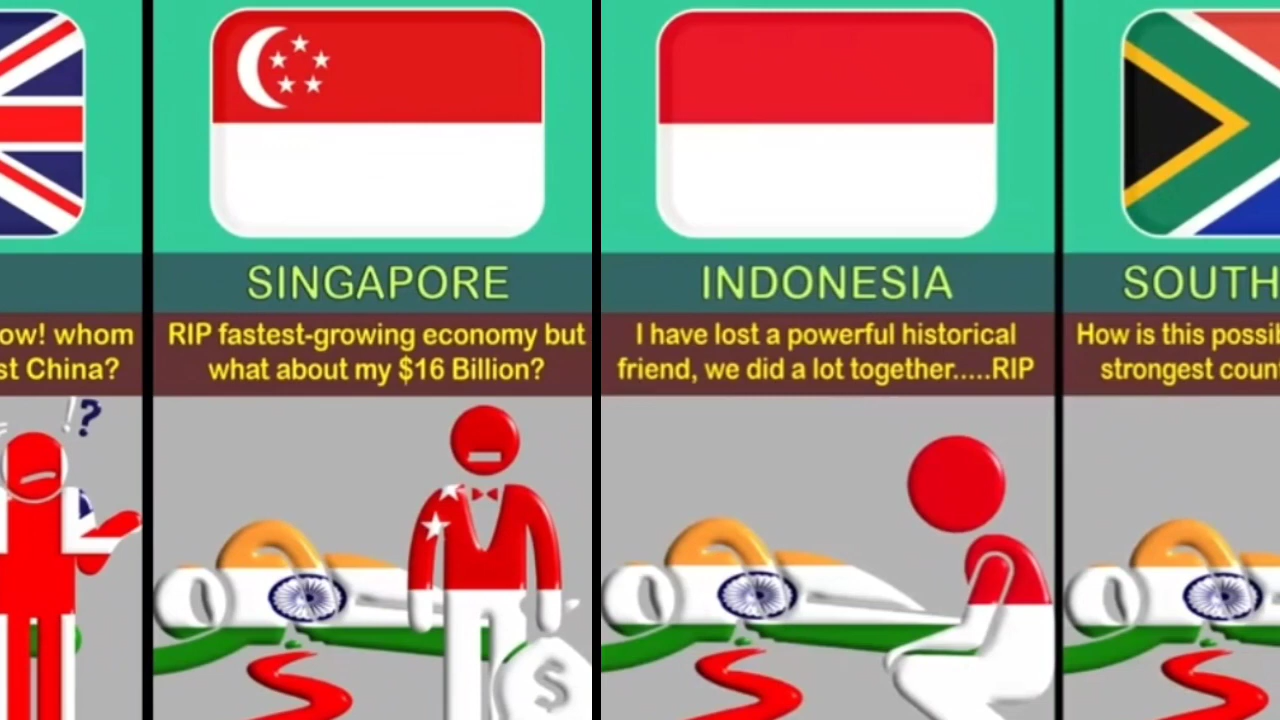 ow! whom
st China?
!?
SINGAPORE
RIP fastest-growing economy but
what about my $16 Billion?
$
INDONESIA
I have lost a powerful historical
friend, we did a lot together.....RIP
SOUTH
How is this possib
strongest coun